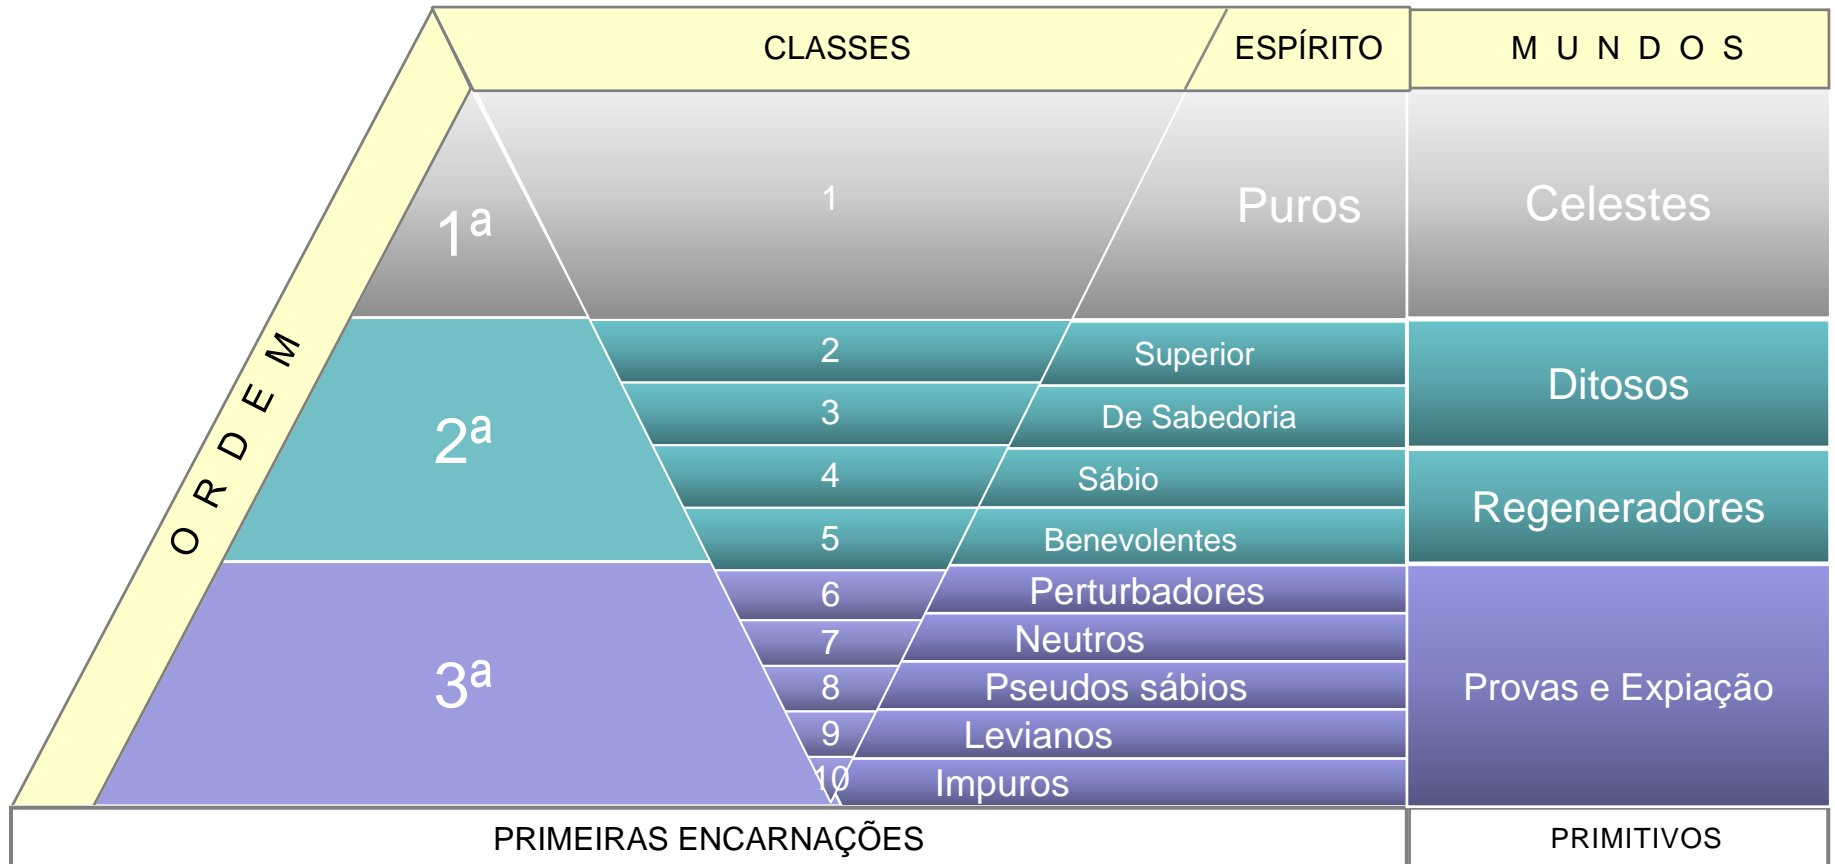 CLASSES ESPÍRITO M U N D O S
O R D E M
1ª 1 Puros Celestes
2ª
2 Superior Ditosos
3 De Sabedoria
4 Sábio Regeneradores
5 Benevolentes
3ª
6 Perturbadores
7 Neutros
8 Pseudos sábios Provas e Expiação
9 Levianos
10 Impuros
PRIMEIRAS ENCARNAÇÕES PRIMITIVOS